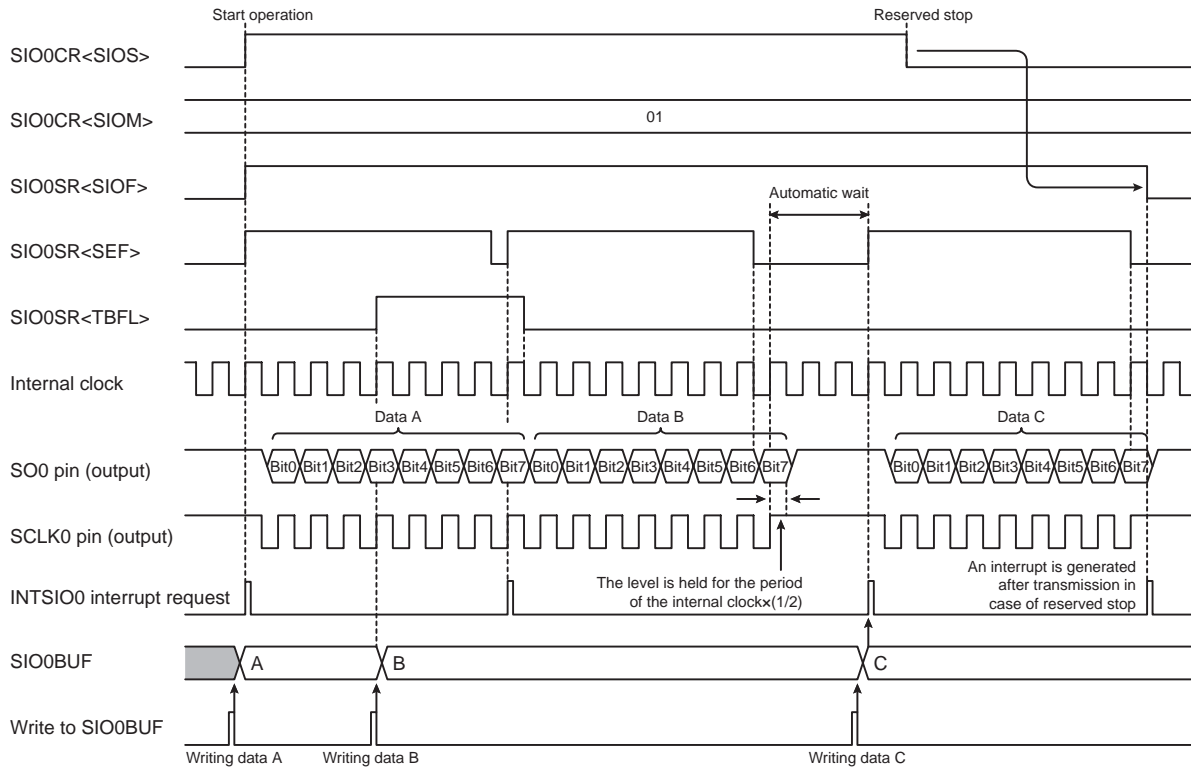 Start operation
Reserved stop
SIO0CR<SIOS>
SIO0CR<SIOM>
01
SIO0SR<SIOF>
Automatic wait
SIO0SR<SEF>
SIO0SR<TBFL>
Internal clock
Data A
Data B
Data C
SO0 pin (output)
Bit0 Bit1 Bit2 Bit3 Bit4 Bit5 Bit6 Bit7 Bit0 Bit1 Bit2 Bit3 Bit4 Bit5 Bit6 Bit7 Bit0 Bit1 Bit2 Bit3 Bit4 Bit5 Bit6 Bit7
SCLK0 pin (output)
The level is held for the period
of the internal clock×(1/2)
An interrupt is generated
after transmission in
case of reserved stop
INTSIO0 interrupt request
SIO0BUF
A
B
C
Write to SIO0BUF
Writing data A
Writing data B
Writing data C